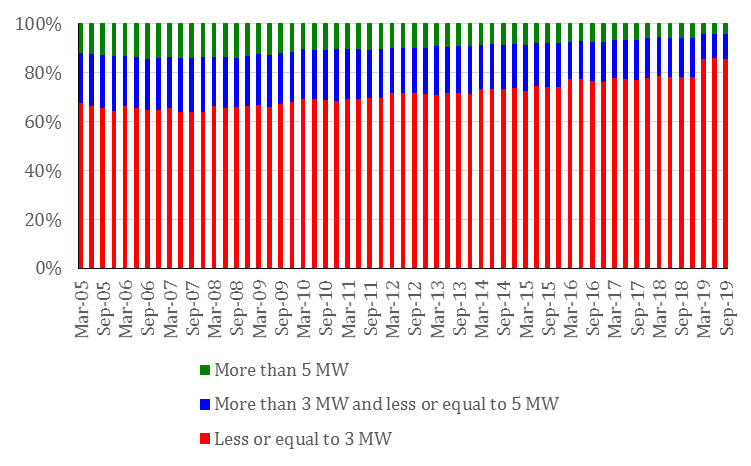 100%
80%
60%
40%
20%
0%
Mar-05
Sep-05
Mar-06
Sep-06
Mar-07
Sep-07
Mar-08
Sep-08
Mar-09
Sep-09
Mar-10
Sep-10
Mar-11
Sep-11
Mar-12
Sep-12
Mar-13
Sep-13
Mar-14
Sep-14
Mar-15
Sep-15
Mar-16
Sep-16
Mar-17
Sep-17
Mar-18
Sep-18
Mar-19
Sep-19
More than 5 MW
More than 3 MW and less or equal to 5 MW
Less or equal to 3 MW